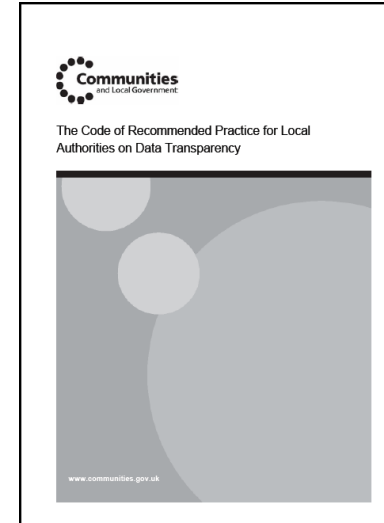 Communities
and Local Government
The Code of Recommended Practice for Local
Authorities on Data Transparency
www.communities.gov.uk